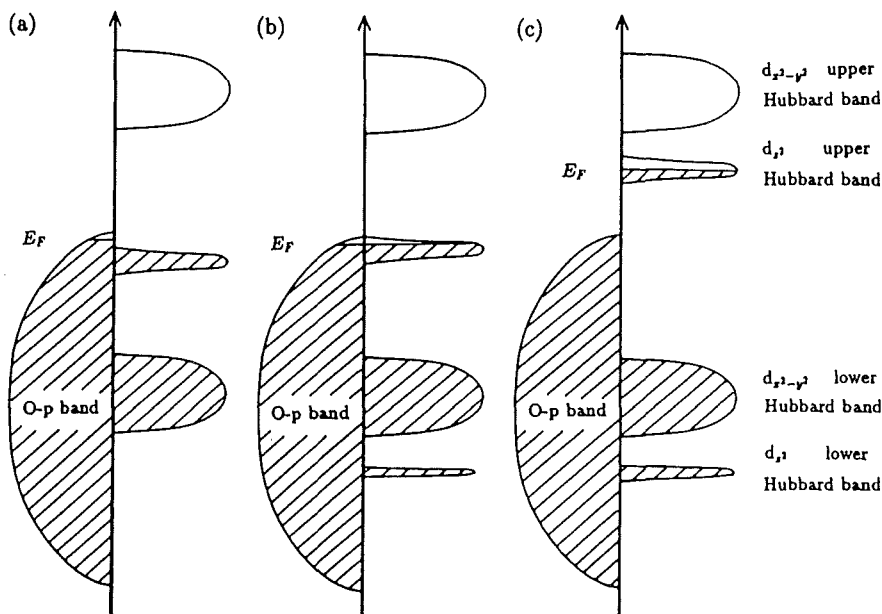 (a)
(b)
(c)
d_{x²-y²} upper
Hubbard band
d_{z²} upper
Hubbard band
E_F
E_F
E_F
O-p band
O-p band
O-p band
d_{x²-y²} lower
Hubbard band
d_{z²} lower
Hubbard band